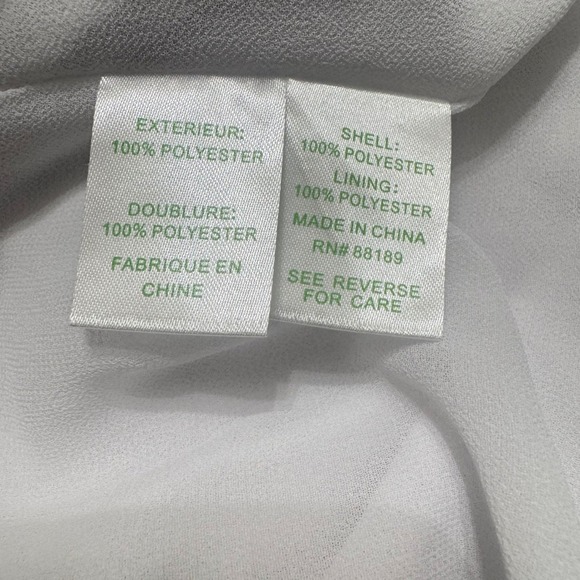 EXTERIEUR:
100% POLYESTER
DOUBLURE:
100% POLYESTER
FABRIQUE EN
CHINE
SHELL:
100% POLYESTER
LINING:
100% POLYESTER
MADE IN CHINA
RN# 88189
SEE REVERSE
FOR CARE